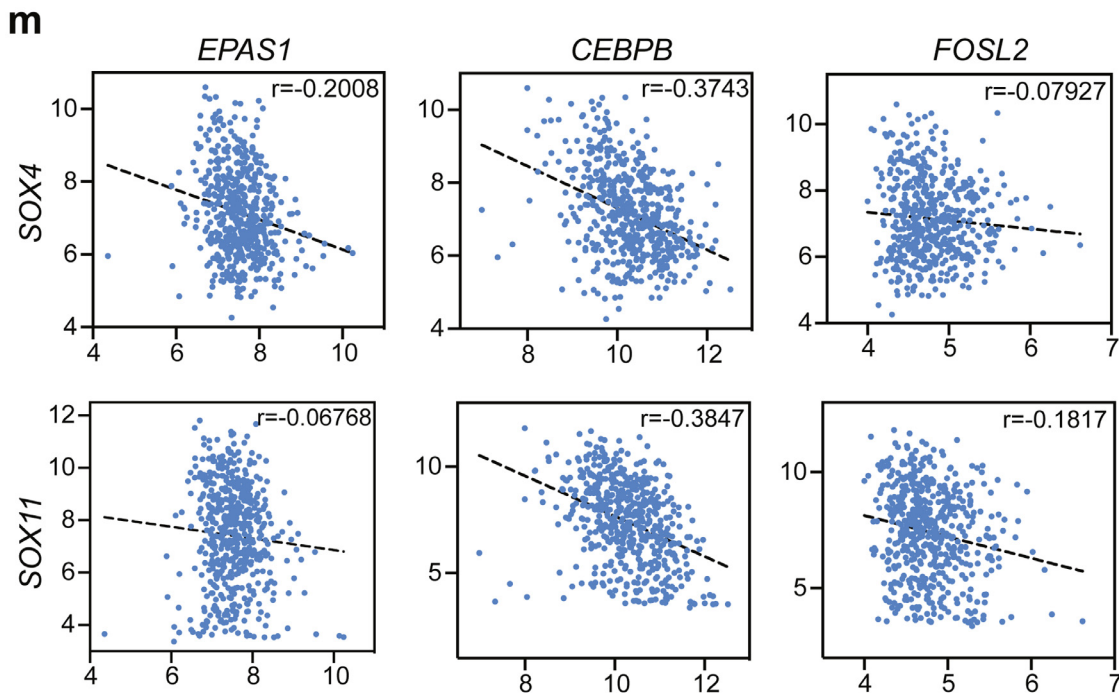 m
EPAS1 CEBPB FOSL2
r=-0.2008 r=-0.3743 r=-0.07927
SOX4
10 10 10
8 8 8
6 6 6
4 4 4
4 6 8 10 8 10 12 4 5 6 7
r=-0.06768 r=-0.3847 r=-0.1817
SOX11
12
10 10 10
8
6
5 5
4
4 6 8 10 8 10 12 4 5 6 7